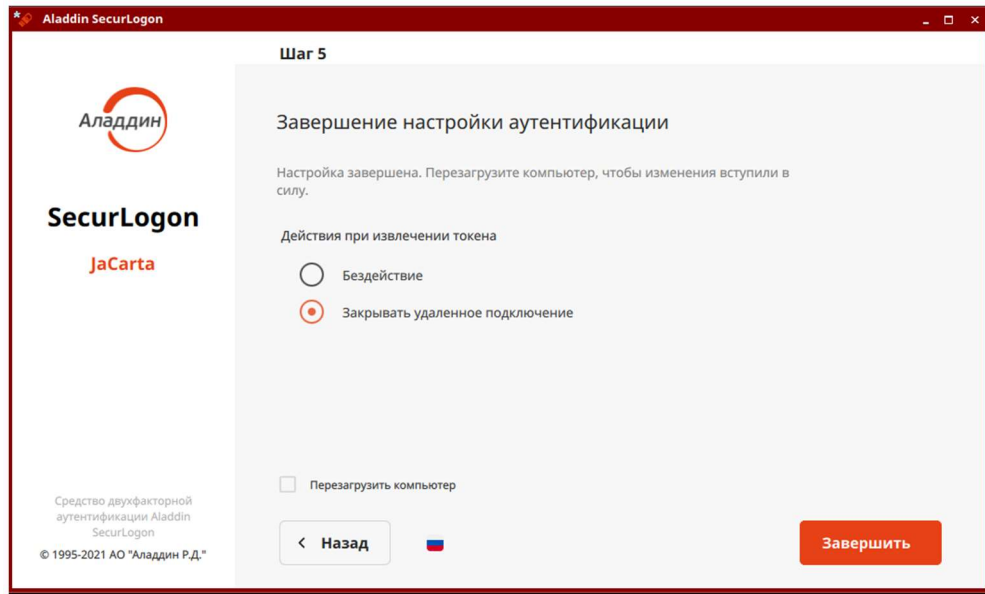 Aladdin SecurLogon
Шаг 5
Аладдин
SecurLogon
JaCarta
Завершение настройки аутентификации
Настройка завершена. Перезагрузите компьютер, чтобы изменения вступили в
силу.
Действия при извлечении токена
Бездействие
Закрывать удаленное подключение
Перезагрузить компьютер
Средство двухфакторной
аутентификации Aladdin
SecurLogon
© 1995-2021 АО "Аладдин Р.Д."
Назад
Завершить